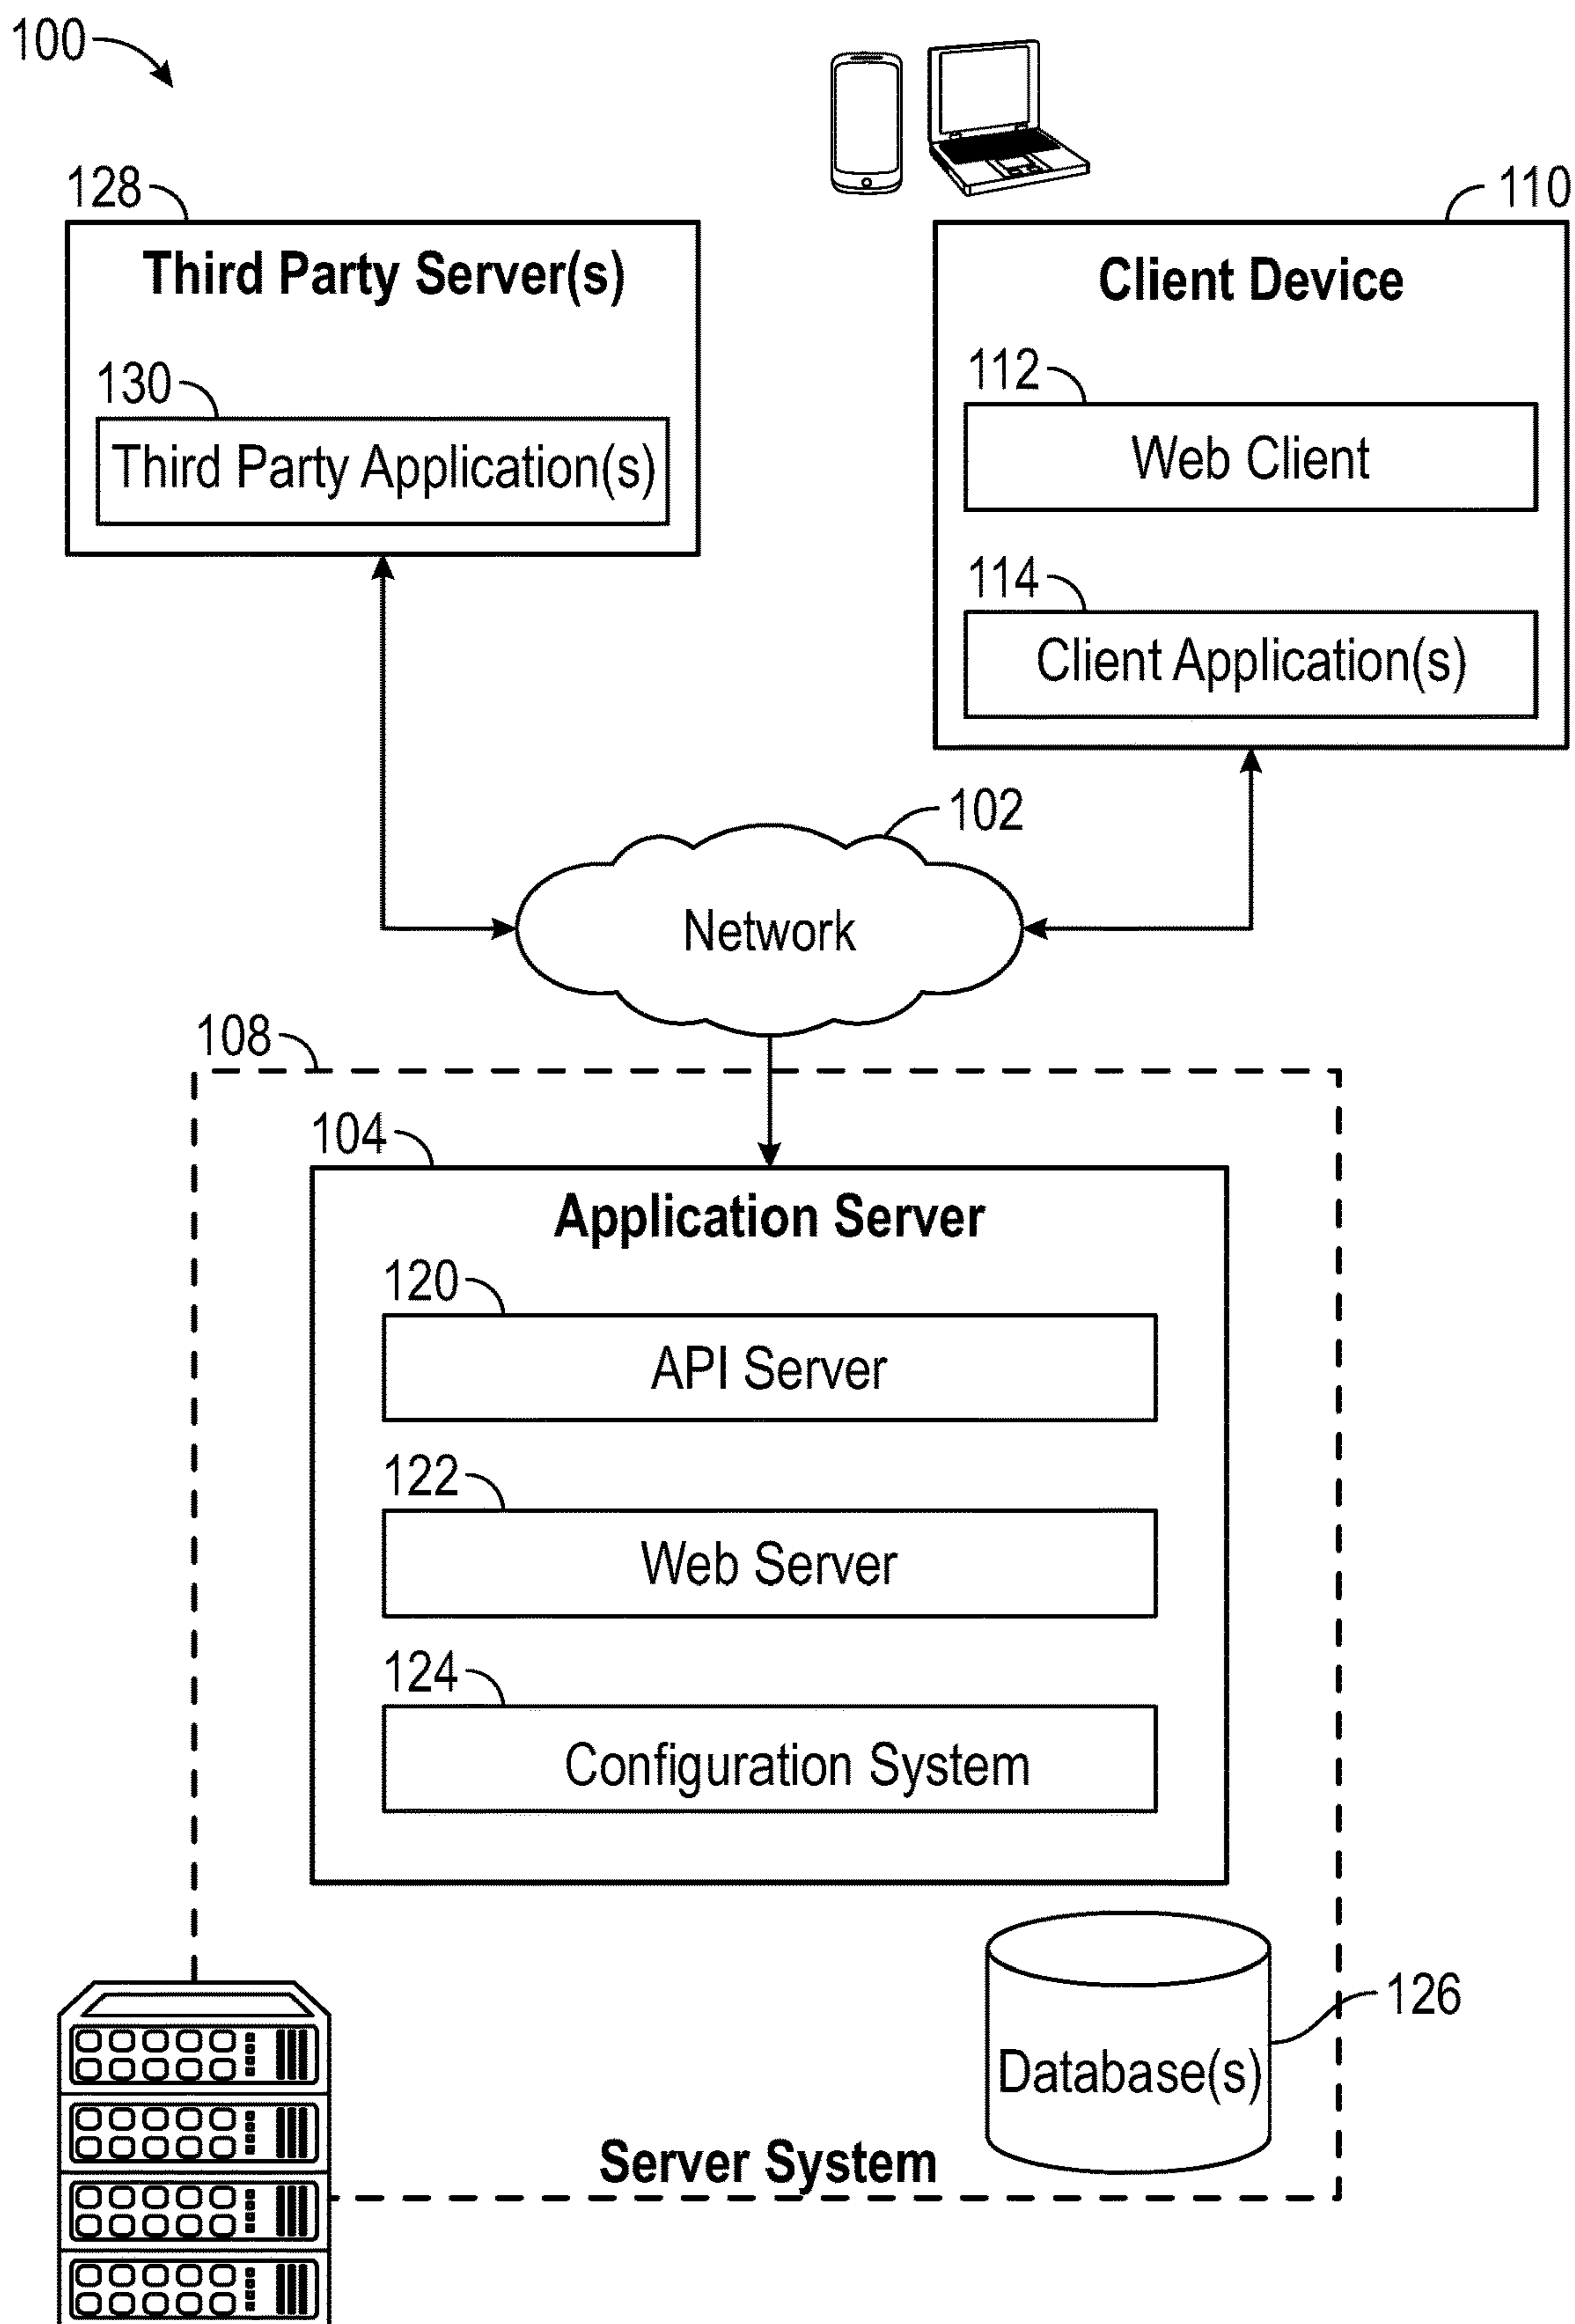 100
128
Third Party Server(s)
130
Third Party Application(s)
110
Client Device
112
Web Client
114
Client Application(s)
102
Network
108
104
Application Server
120
API Server
122
Web Server
124
Configuration System
126
Database(s)
Server System